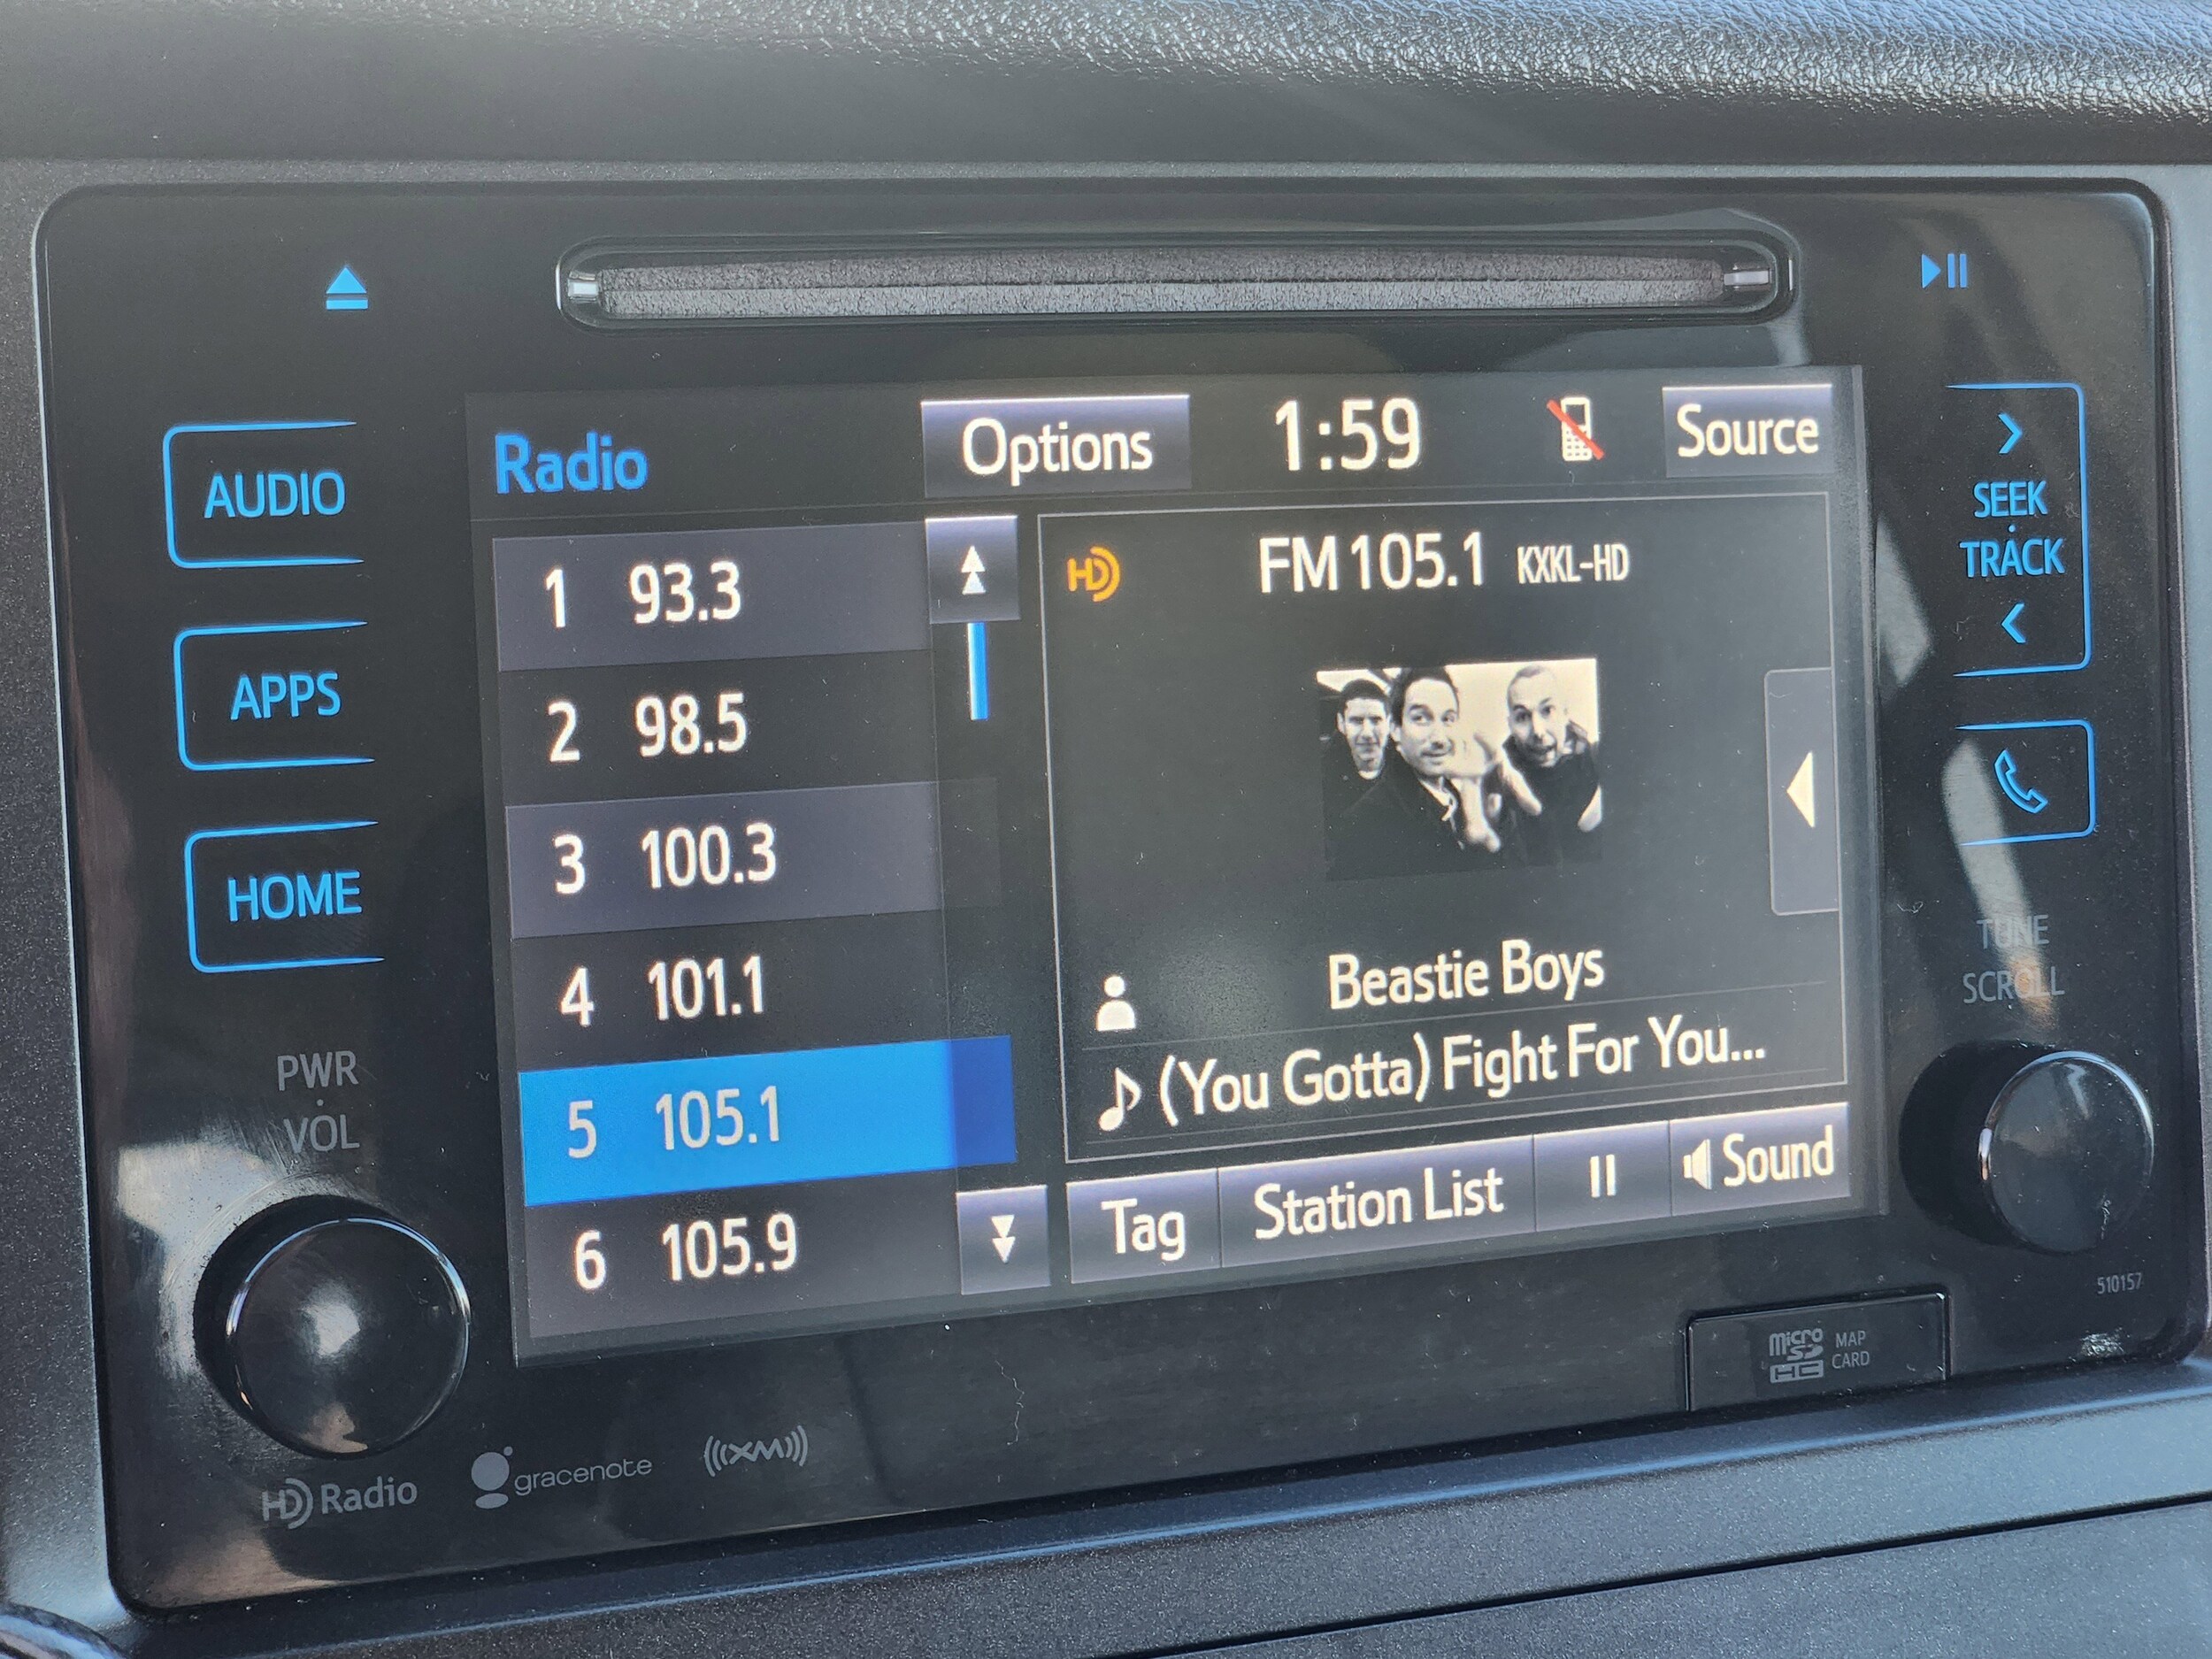 AUDIO
APPS
HOME
PWR
VOL
Radio
Options
1:59
Source
1 93.3
2 98.5
3 100.3
4 101.1
5 105.1
6 105.9
HD
FM 105.1 KXKL-HD
Beastie Boys
(You Gotta) Fight For You...
Tag
Station List
Sound
SEEK
TRACK
TUNE
SCROLL
510157
micro
SD
HC
MAP
CARD
HD Radio
gracenote
((XM))